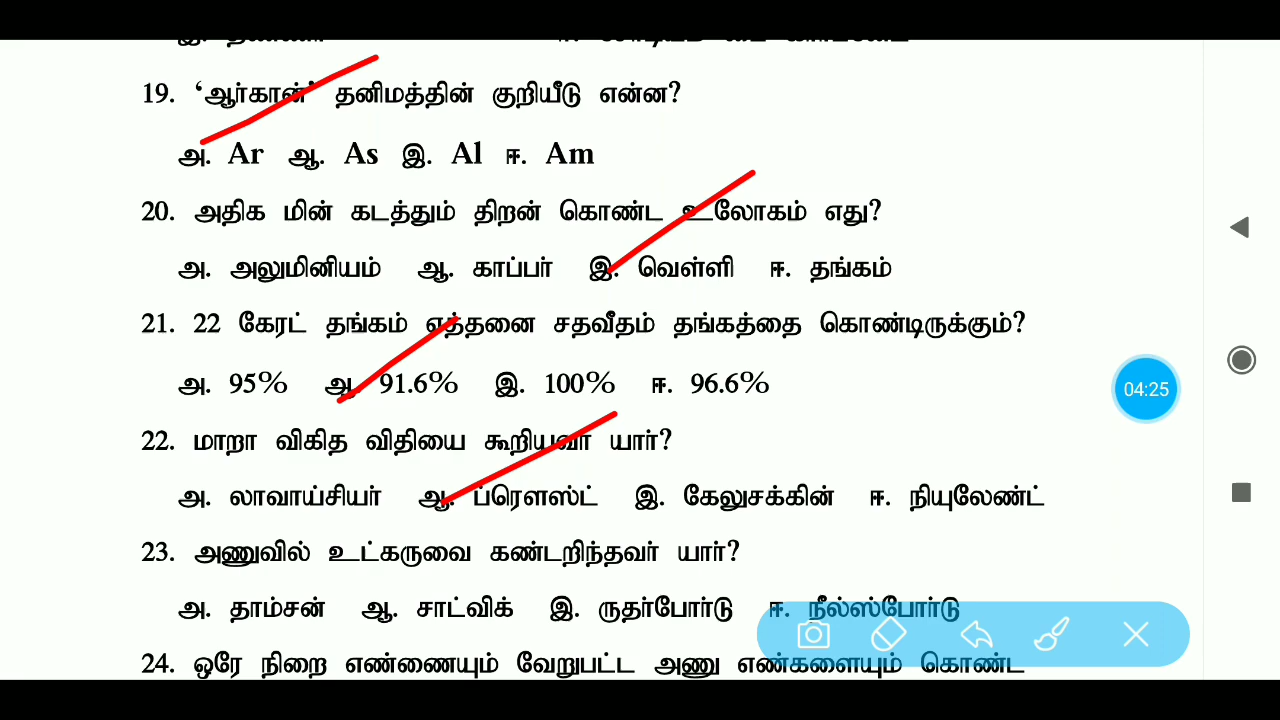 19. ‘ஆர்கான்’ தனிமத்தின் குறியீடு என்ன?
அ. Ar ஆ. As இ. Al ஈ. Am
20. அதிக மின் கடத்தும் திறன் கொண்ட உலோகம் எது?
அ. அலுமினியம் ஆ. காப்பர் இ. வெள்ளி ஈ. தங்கம்
21. 22 கேரட் தங்கம் எத்தனை சதவீதம் தங்கத்தை கொண்டிருக்கும்?
அ. 95% ஆ. 91.6% இ. 100% ஈ. 96.6%
04:25
22. மாறா விகித விதியை கூறியவர் யார்?
அ. லாவாய்சியர் ஆ. ப்ரௌஸ்ட் இ. கேலுசக்கின் ஈ. நியுலேண்ட்
23. அணுவில் உட்கருவை கண்டறிந்தவர் யார்?
அ. தாம்சன் ஆ. சாட்விக் இ. ருதர்போர்டு ஈ. நீல்ஸ்போர்டு
24. ஒரே நிறை எண்ணையும் வேறுபட்ட அணு எண்களையும் கொண்ட